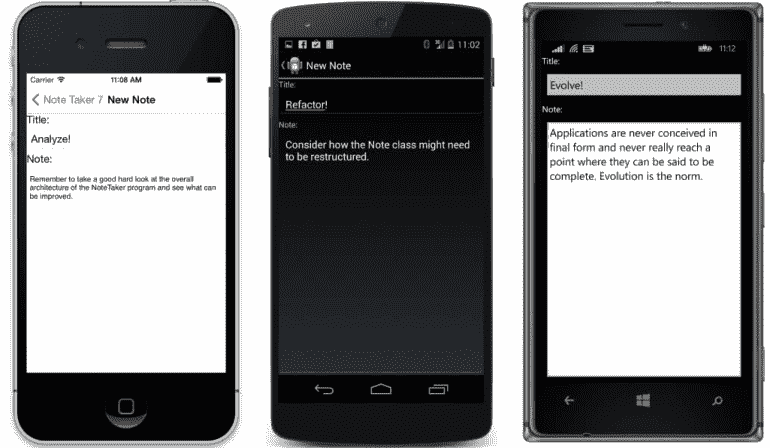 Carrier 11:08 AM
Note Taker 7 New Note
Title:
Analyze!
Note:
Remember to take a good hard look at the overall
architecture of the NoteTaker program and see what can
be improved.
11:02
New Note
Title:
Refactor!
Note:
Consider how the Note class might need
to be restructured.
11:12
Title:
Evolve!
Note:
Applications are never conceived in
final form and never really reach a
point where they can be said to be
complete. Evolution is the norm.